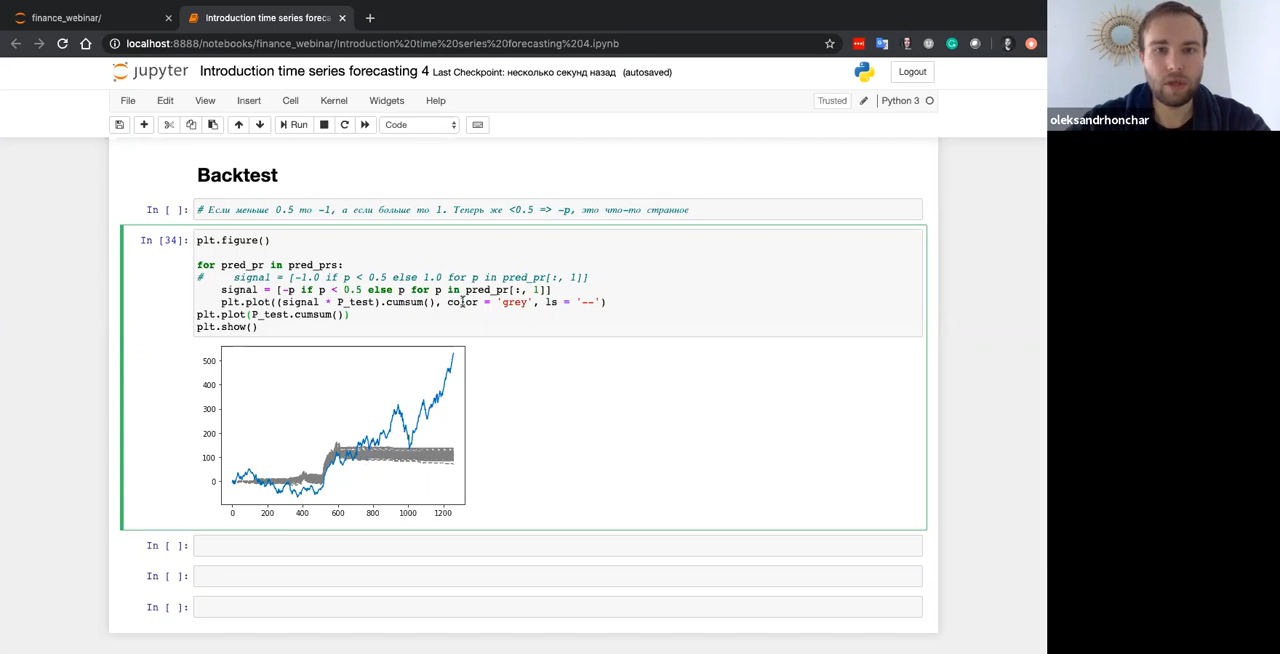 finance_webinar/
Introduction time series foreca
localhost:8888/notebooks/finance_webinar/Introduction%20time%20series%20forecasting%204.ipynb
jupyter Introduction time series forecasting 4 Last Checkpoint: несколько секунд назад (autosaved)
Logout
File Edit View Insert Cell Kernel Widgets Help
Trusted
Python 3
Run
Code
oleksandrhonchar
Backtest
In [ ]: # Если меньше 0.5 то -1, а если больше то 1. Теперь же <0.5 => -p, это что-то странное
In [34]: plt.figure()
for pred_pr in pred_prs:
#     signal = [-1.0 if p < 0.5 else 1.0 for p in pred_pr[:, 1]]
    signal = [-p if p < 0.5 else p for p in pred_pr[:, 1]]
    plt.plot((signal * P_test).cumsum(), color = 'grey', ls = '--')
plt.plot(P_test.cumsum())
plt.show()
500
400
300
200
100
0
0 200 400 600 800 1000 1200
In [ ]:
In [ ]:
In [ ]: